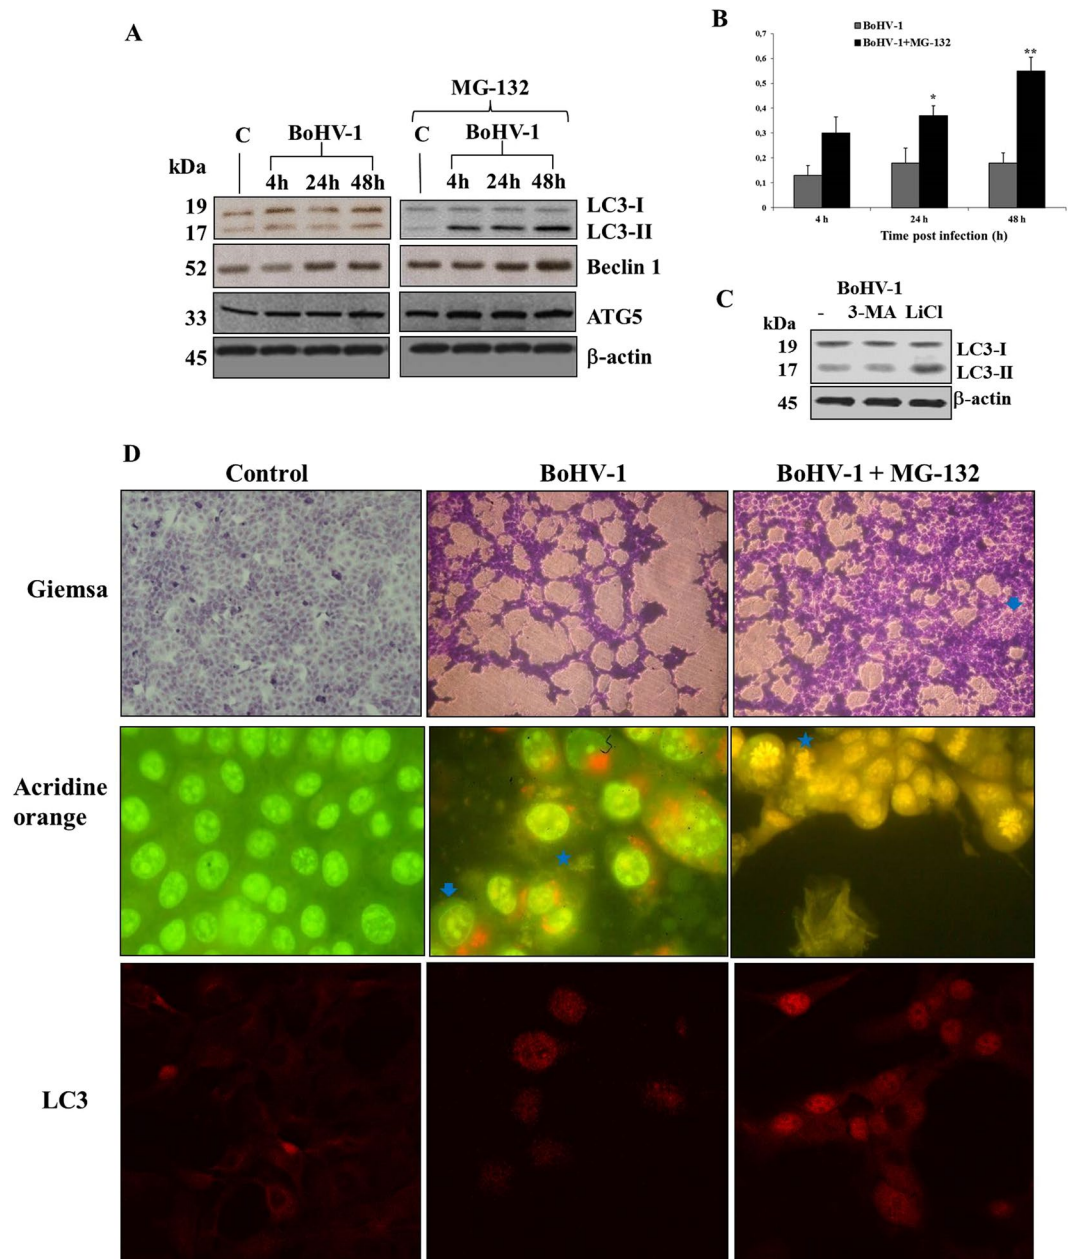 A
MG-132
C
BoHV-1
C
BoHV-1
kDa
4h
24h
48h
4h
24h
48h
19
LC3-I
17
LC3-II
52
Beclin 1
33
ATG5
45
β-actin
B
BoHV-1
BoHV-1+MG-132
0,7
0,6
0,5
0,4
0,3
0,2
0,1
0
**
*
4 h
24 h
48 h
Time post infection (h)
C
BoHV-1
- 3-MA LiCl
kDa
19
LC3-I
17
LC3-II
45
β-actin
D
Control
BoHV-1
BoHV-1 + MG-132
Giemsa
Acridine
orange
LC3